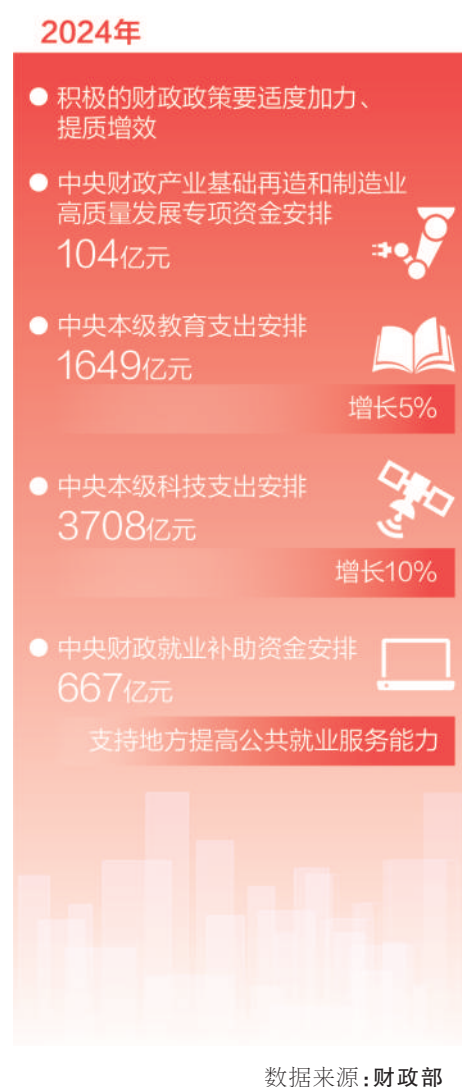 2024年
积极的财政政策要适度加力、
提质增效
中央财政产业基础再造和制造业
高质量发展专项资金安排
104亿元
中央本级教育支出安排
1649亿元
增长5%
中央本级科技支出安排
3708亿元
增长10%
中央财政就业补助资金安排
667亿元
支持地方提高公共就业服务能力
数据来源:财政部